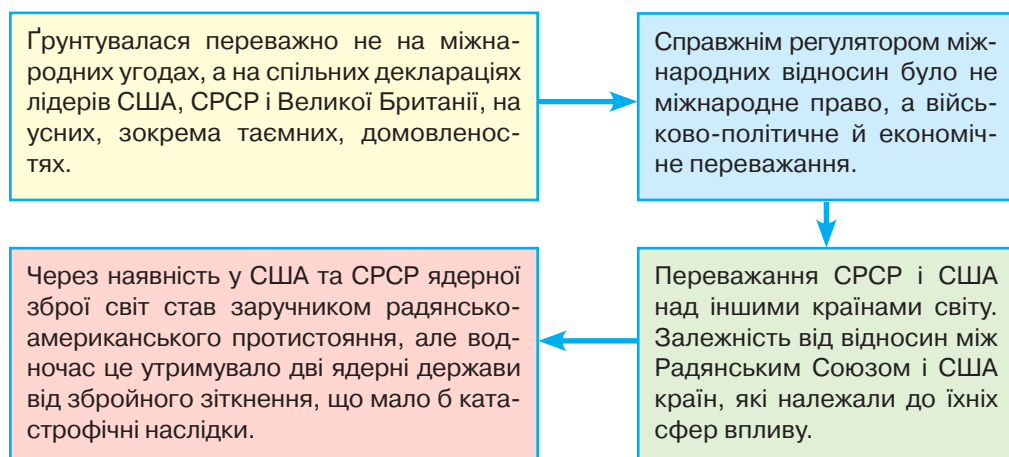 Ґрунтувалася переважно не на міжна-
родних угодах, а на спільних деклараціях
лідерів США, СРСР і Великої Британії, на
усних, зокрема таємних, домовленос-
тях.
Справжнім регулятором між-
народних відносин було не
міжнародне право, а війсь-
ково-політичне й економіч-
не переважання.
Переважання СРСР і США
над іншими країнами світу.
Залежність від відносин між
Радянським Союзом і США
країн, які належали до їхніх
сфер впливу.
Через наявність у США та СРСР ядерної
зброї світ став заручником радянсько-
американського протистояння, але вод-
ночас це утримувало дві ядерні держави
від збройного зіткнення, що мало б ката-
строфічні наслідки.